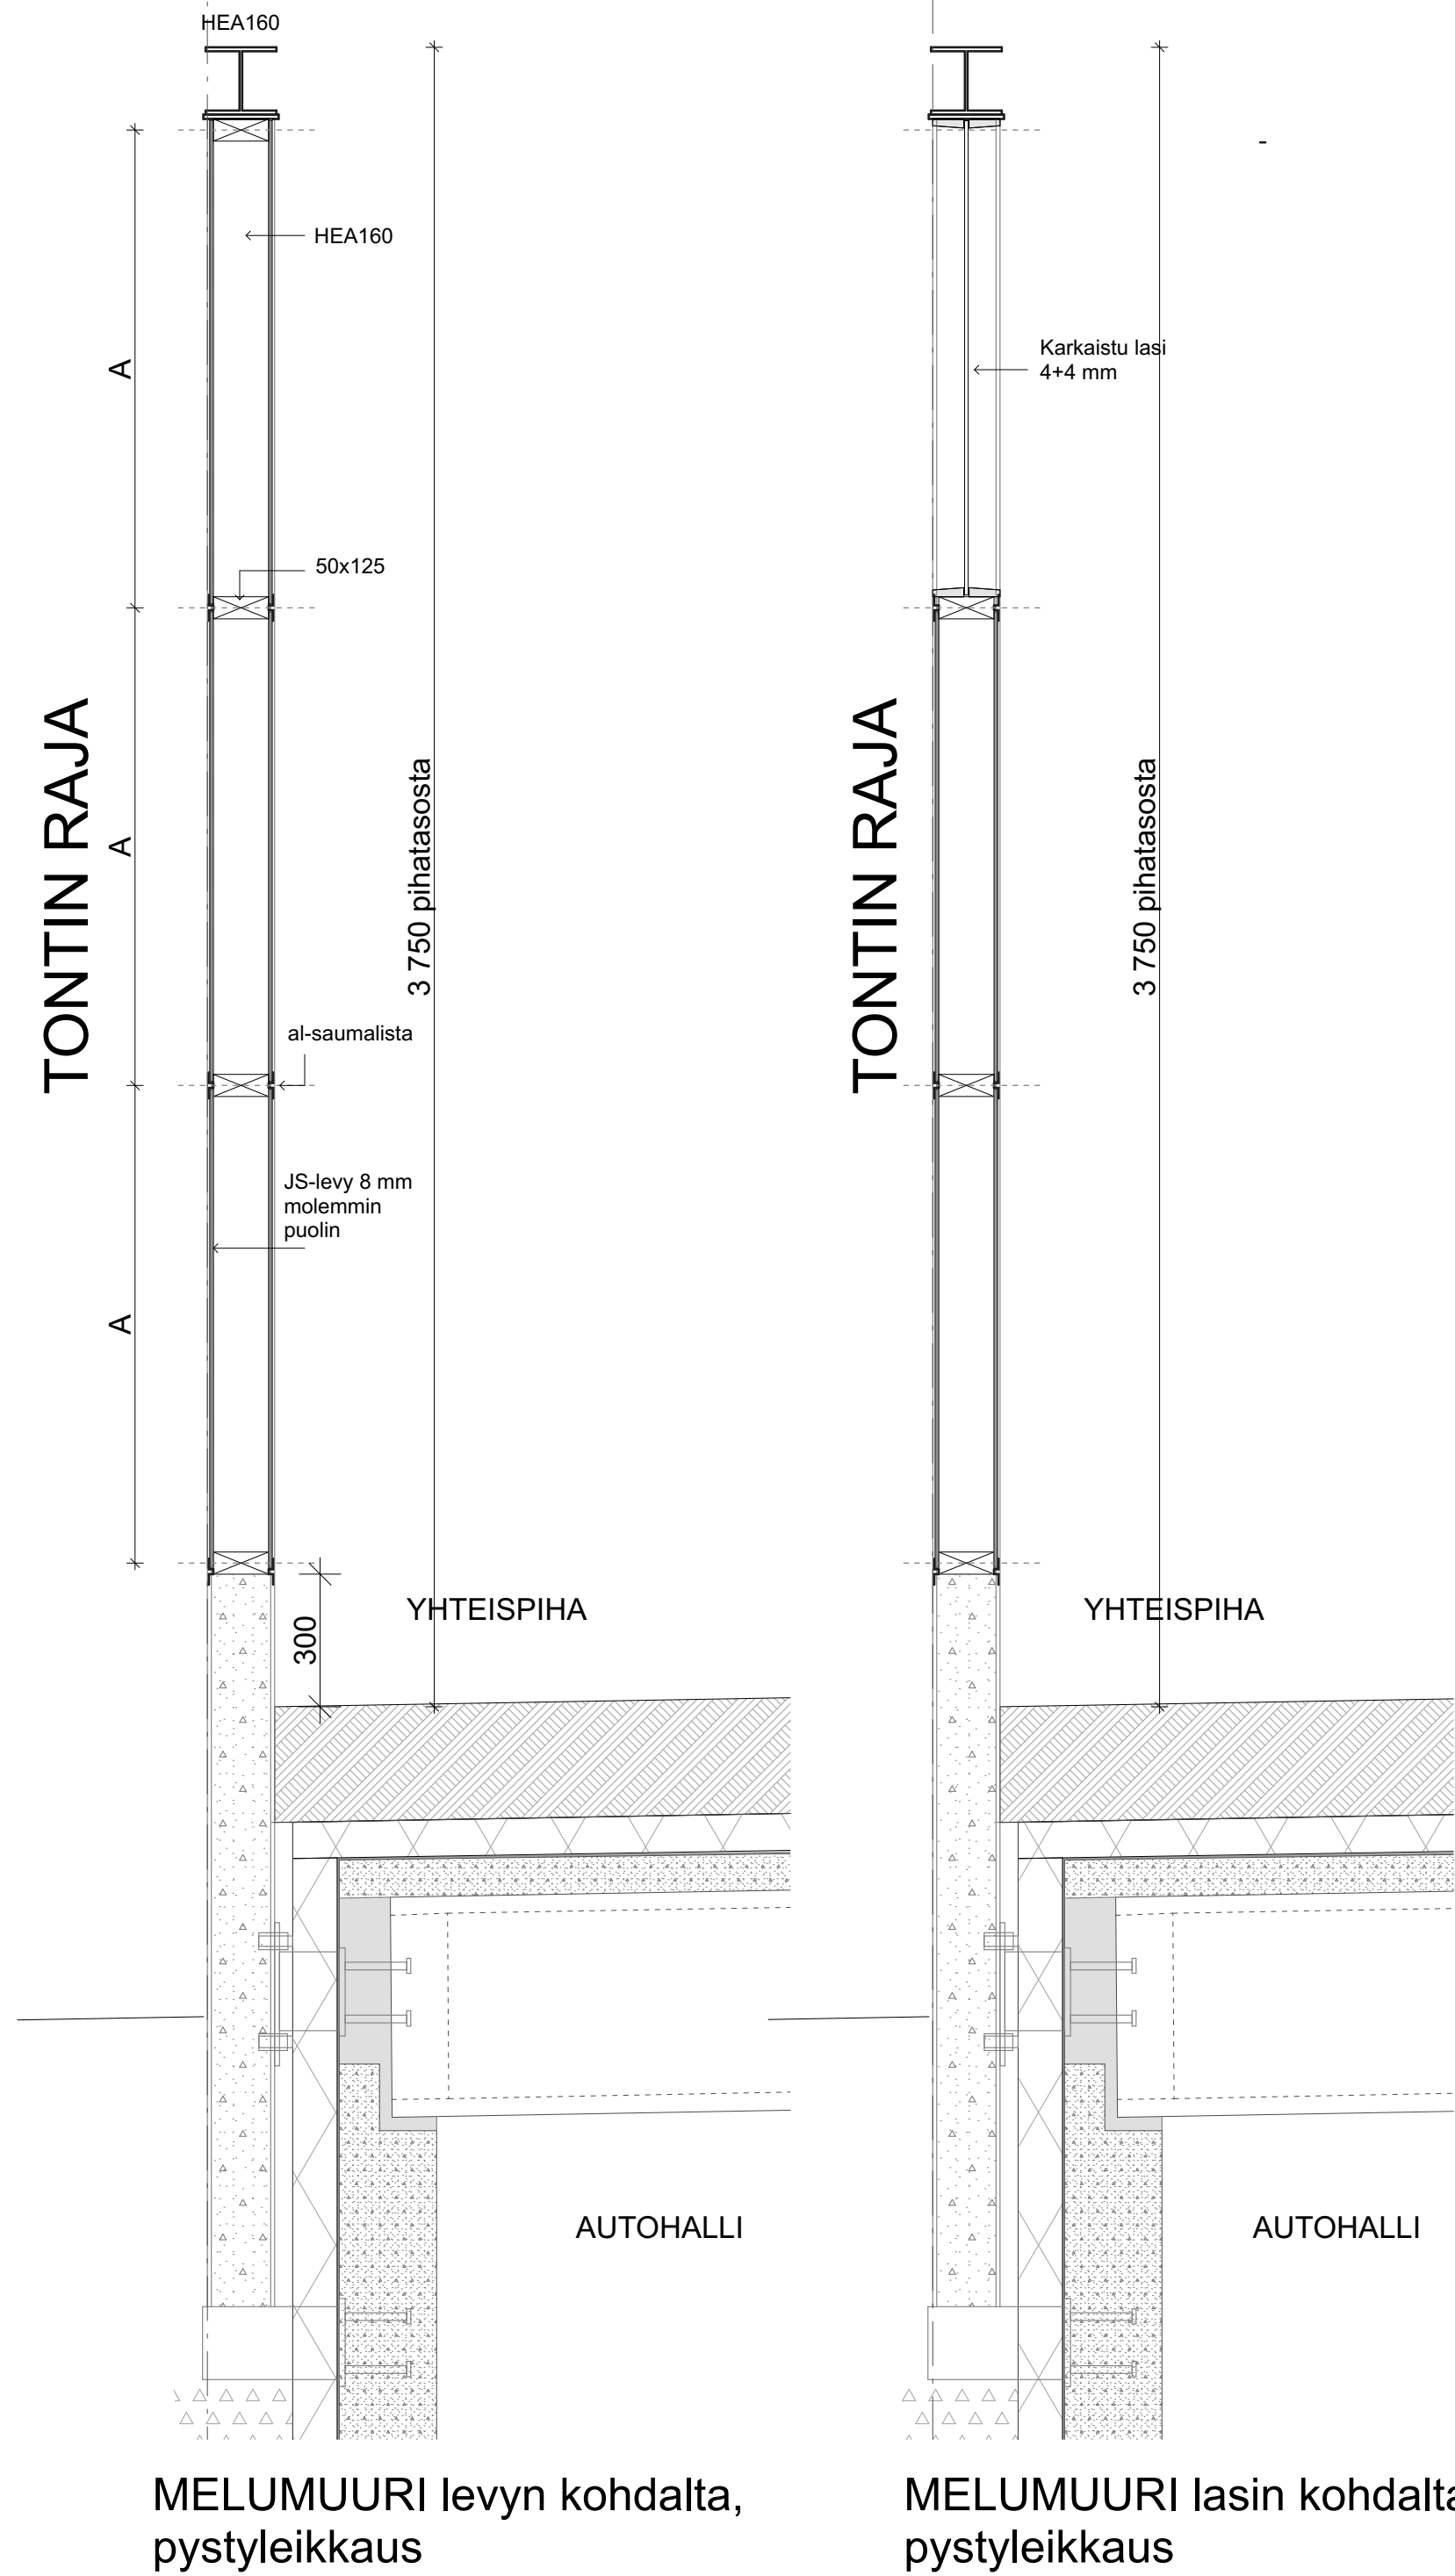 HEA160
HEA160
A
50x125
TONTIN RAJA
A
3 750 pihatasosta
al-saumalista
JS-levy 8 mm
molemmin
puolin
A
300
YHTEISPIHA
AUTOHALLI
MELUMUURI levyn kohdalta,
pystyleikkaus
-
Karkaistu lasi
4+4 mm
TONTIN RAJA
3 750 pihatasosta
YHTEISPIHA
AUTOHALLI
MELUMUURI lasin kohdalta
pystyleikkaus